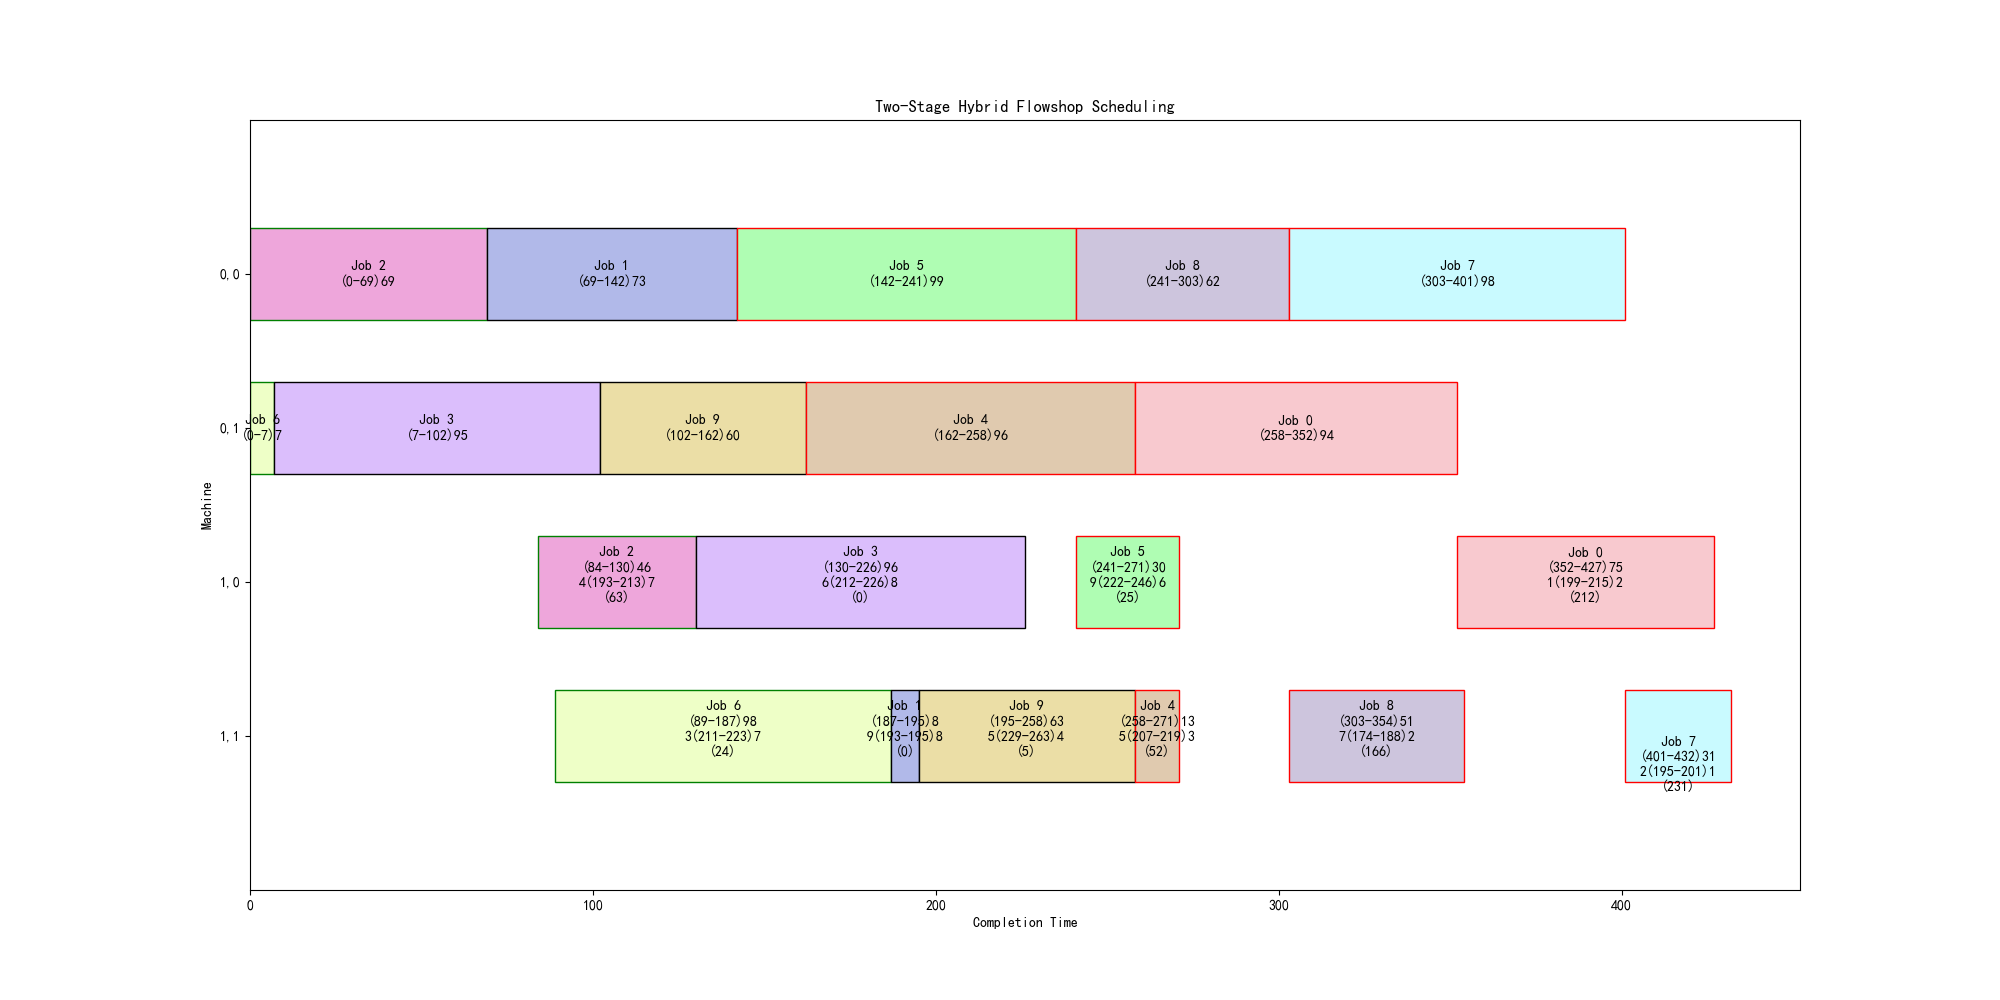 Two-Stage Hybrid Flowshop Scheduling
Machine
0,0
Job 2
(0-69)69
Job 1
(69-142)73
Job 5
(142-241)99
Job 8
(241-303)62
Job 7
(303-401)98
0,1
Job 6
(0-7)7
Job 3
(7-102)95
Job 9
(102-162)60
Job 4
(162-258)96
Job 0
(258-352)94
1,0
Job 2
(84-130)46
4(193-213)7
(63)
Job 3
(130-226)96
6(212-226)8
(0)
Job 5
(241-271)30
9(222-246)6
(25)
Job 0
(352-427)75
1(199-215)2
(212)
1,1
Job 6
(89-187)98
3(211-223)7
(24)
Job 1
(187-195)8
9(193-195)8
(0)
Job 9
(195-258)63
5(229-263)4
(5)
Job 4
(258-271)13
5(207-219)3
(52)
Job 8
(303-354)51
7(174-188)2
(166)
Job 7
(401-432)31
2(195-201)1
(231)
0
100
200
300
400
Completion Time